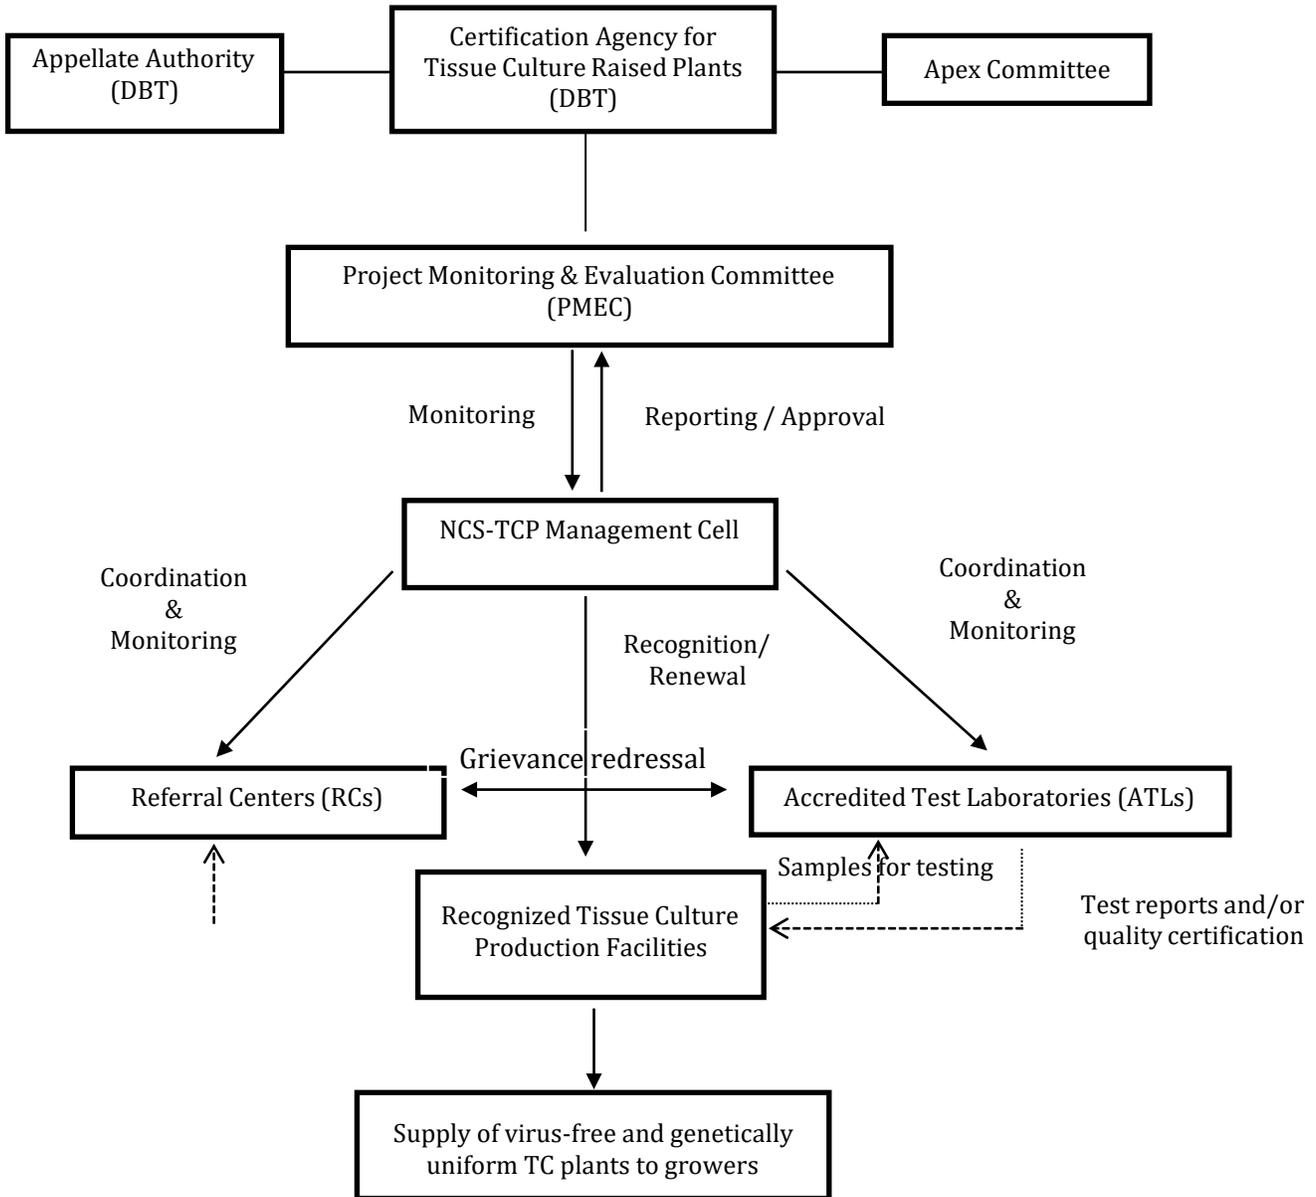 Appellate Authority
(DBT)
Certification Agency for
Tissue Culture Raised Plants
(DBT)
Apex Committee
Project Monitoring & Evaluation Committee
(PMEC)
Monitoring
Reporting / Approval
NCS-TCP Management Cell
Coordination
&
Monitoring
Recognition/
Renewal
Coordination
&
Monitoring
Grievance redressal
Referral Centers (RCs)
Accredited Test Laboratories (ATLs)
Samples for testing
Recognized Tissue Culture
Production Facilities
Test reports and/or
quality certification
Supply of virus-free and genetically
uniform TC plants to growers